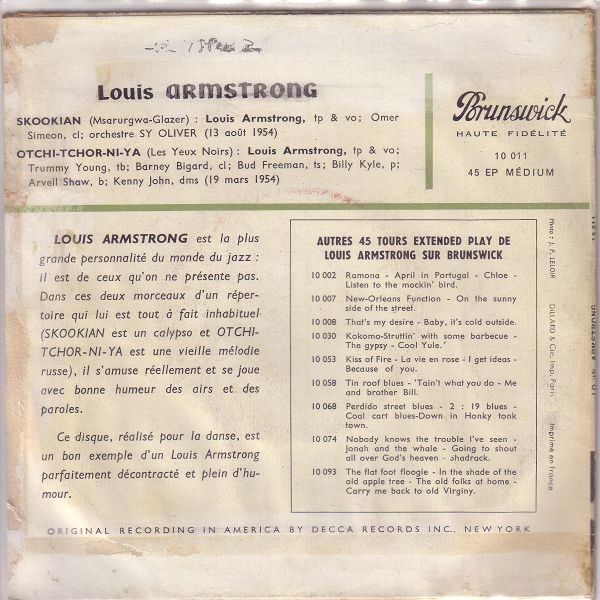 Louis ARMSTRONG
SKOOKIAN (Msarurgwa-Glazer) : Louis Armstrong, tp & vo; Omer
Simeon, cl; orchestre SY OLIVER (13 août 1954)
OTCHI-TCHOR-NI-YA (Les Yeux Noirs) : Louis Armstrong, tp & vo;
Trummy Young, tb; Barney Bigard, cl; Bud Freeman, ts; Billy Kyle, p;
Arvell Shaw, b; Kenny John, dms (19 mars 1954)
Brunswick
HAUTE FIDÉLITÉ
10 011
45 EP MÉDIUM
LOUIS ARMSTRONG est la plus
grande personnalité du monde du jazz :
il est de ceux qu'on ne présente pas.
Dans ces deux morceaux d'un réper-
toire qui lui est tout à fait inhabituel
(SKOOKIAN est un calypso et OTCHI-
TCHOR-NI-YA est une vieille mélodie
russe), il s'amuse réellement et se joue
avec bonne humeur des airs et des
paroles.
Ce disque, réalisé pour la danse, est
un bon exemple d'un Louis Armstrong
parfaitement décontracté et plein d'hu-
mour.
AUTRES 45 TOURS EXTENDED PLAY DE
LOUIS ARMSTRONG SUR BRUNSWICK
10 002 Ramona - April in Portugal - Chloe -
Listen to the mockin' bird.
10 007 New-Orleans Function - On the sunny
side of the street.
10 008 That's my desire - Baby, it's cold outside.
10 030 Kokomo-Struttin' with some barbecue -
The gypsy - Cool Yule.'
10 053 Kiss of Fire - La vie en rose - I get ideas -
Because of you.
10 058 Tin roof blues - 'Tain't what you do - Me
and brother Bill.
10 068 Perdido street blues - 2 : 19 blues -
Coal cart blues-Down in Honky tonk
town.
10 074 Nobody knows the trouble I've seen -
Jonah and the whale - Going to shout
all over God's heaven - Shadrack.
10 093 The flat foot floogie - In the shade of the
old apple tree - The old folks at home -
Carry me back to old Virginy.
Photo : J. P. LELOIR
DILLARD & Cie, Imp. Paris
Imprimé en France
ORIGINAL RECORDING IN AMERICA BY DECCA RECORDS INC., NEW YORK